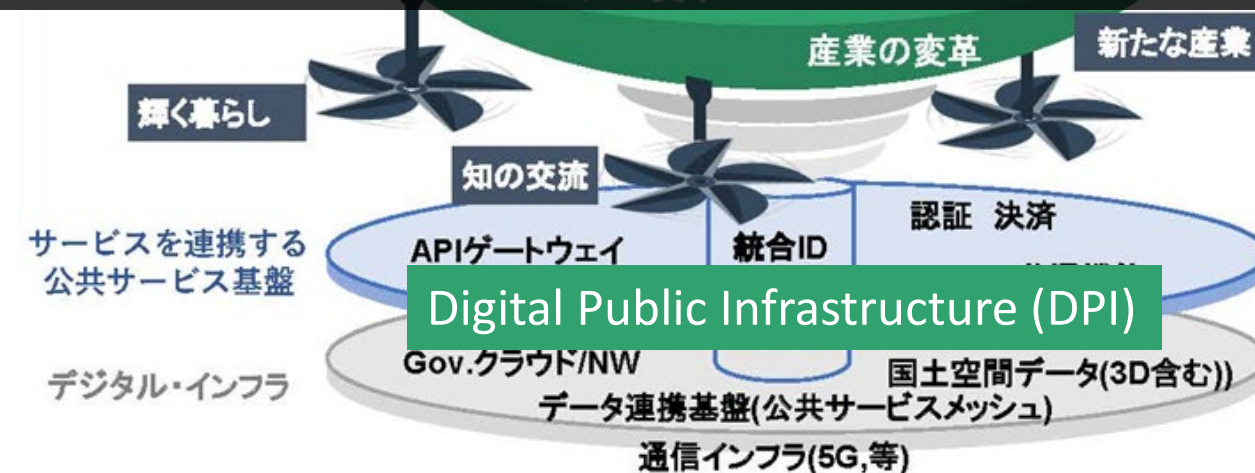 産業の変革
新たな産業
輝く暮らし
知の交流
サービスを連携する
公共サービス基盤
認証 決済
APIゲートウェイ
統合ID
Digital Public Infrastructure (DPI)
デジタル・インフラ
Gov.クラウド/NW
国土空間データ(3D含む))
データ連携基盤(公共サービスメッシュ)
通信インフラ(5G,等)